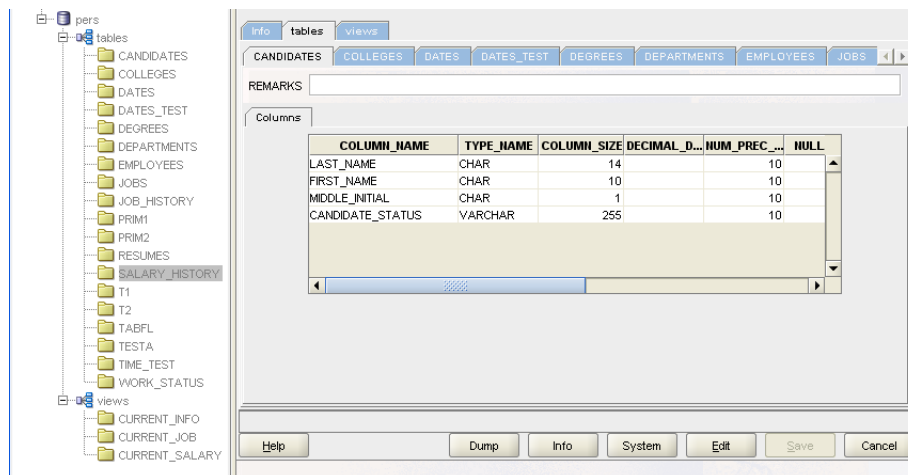 pers
tables
CANDIDATES
COLLEGES
DATES
DATES_TEST
DEGREES
DEPARTMENTS
EMPLOYEES
JOBS
JOB_HISTORY
PRIM1
PRIM2
RESUMES
SALARY_HISTORY
T1
T2
TABFL
TESTA
TIME_TEST
WORK_STATUS
views
CURRENT_INFO
CURRENT_JOB
CURRENT_SALARY
Info tables views
CANDIDATES COLLEGES DATES DATES_TEST DEGREES DEPARTMENTS EMPLOYEES JOBS
REMARKS
Columns
COLUMN_NAME TYPE_NAME COLUMN_SIZE DECIMAL_D... NUM_PREC_... NULL
LAST_NAME CHAR 14 10
FIRST_NAME CHAR 10 10
MIDDLE_INITIAL CHAR 1 10
CANDIDATE_STATUS VARCHAR 255 10
Help Dump Info System Edit Save Cancel